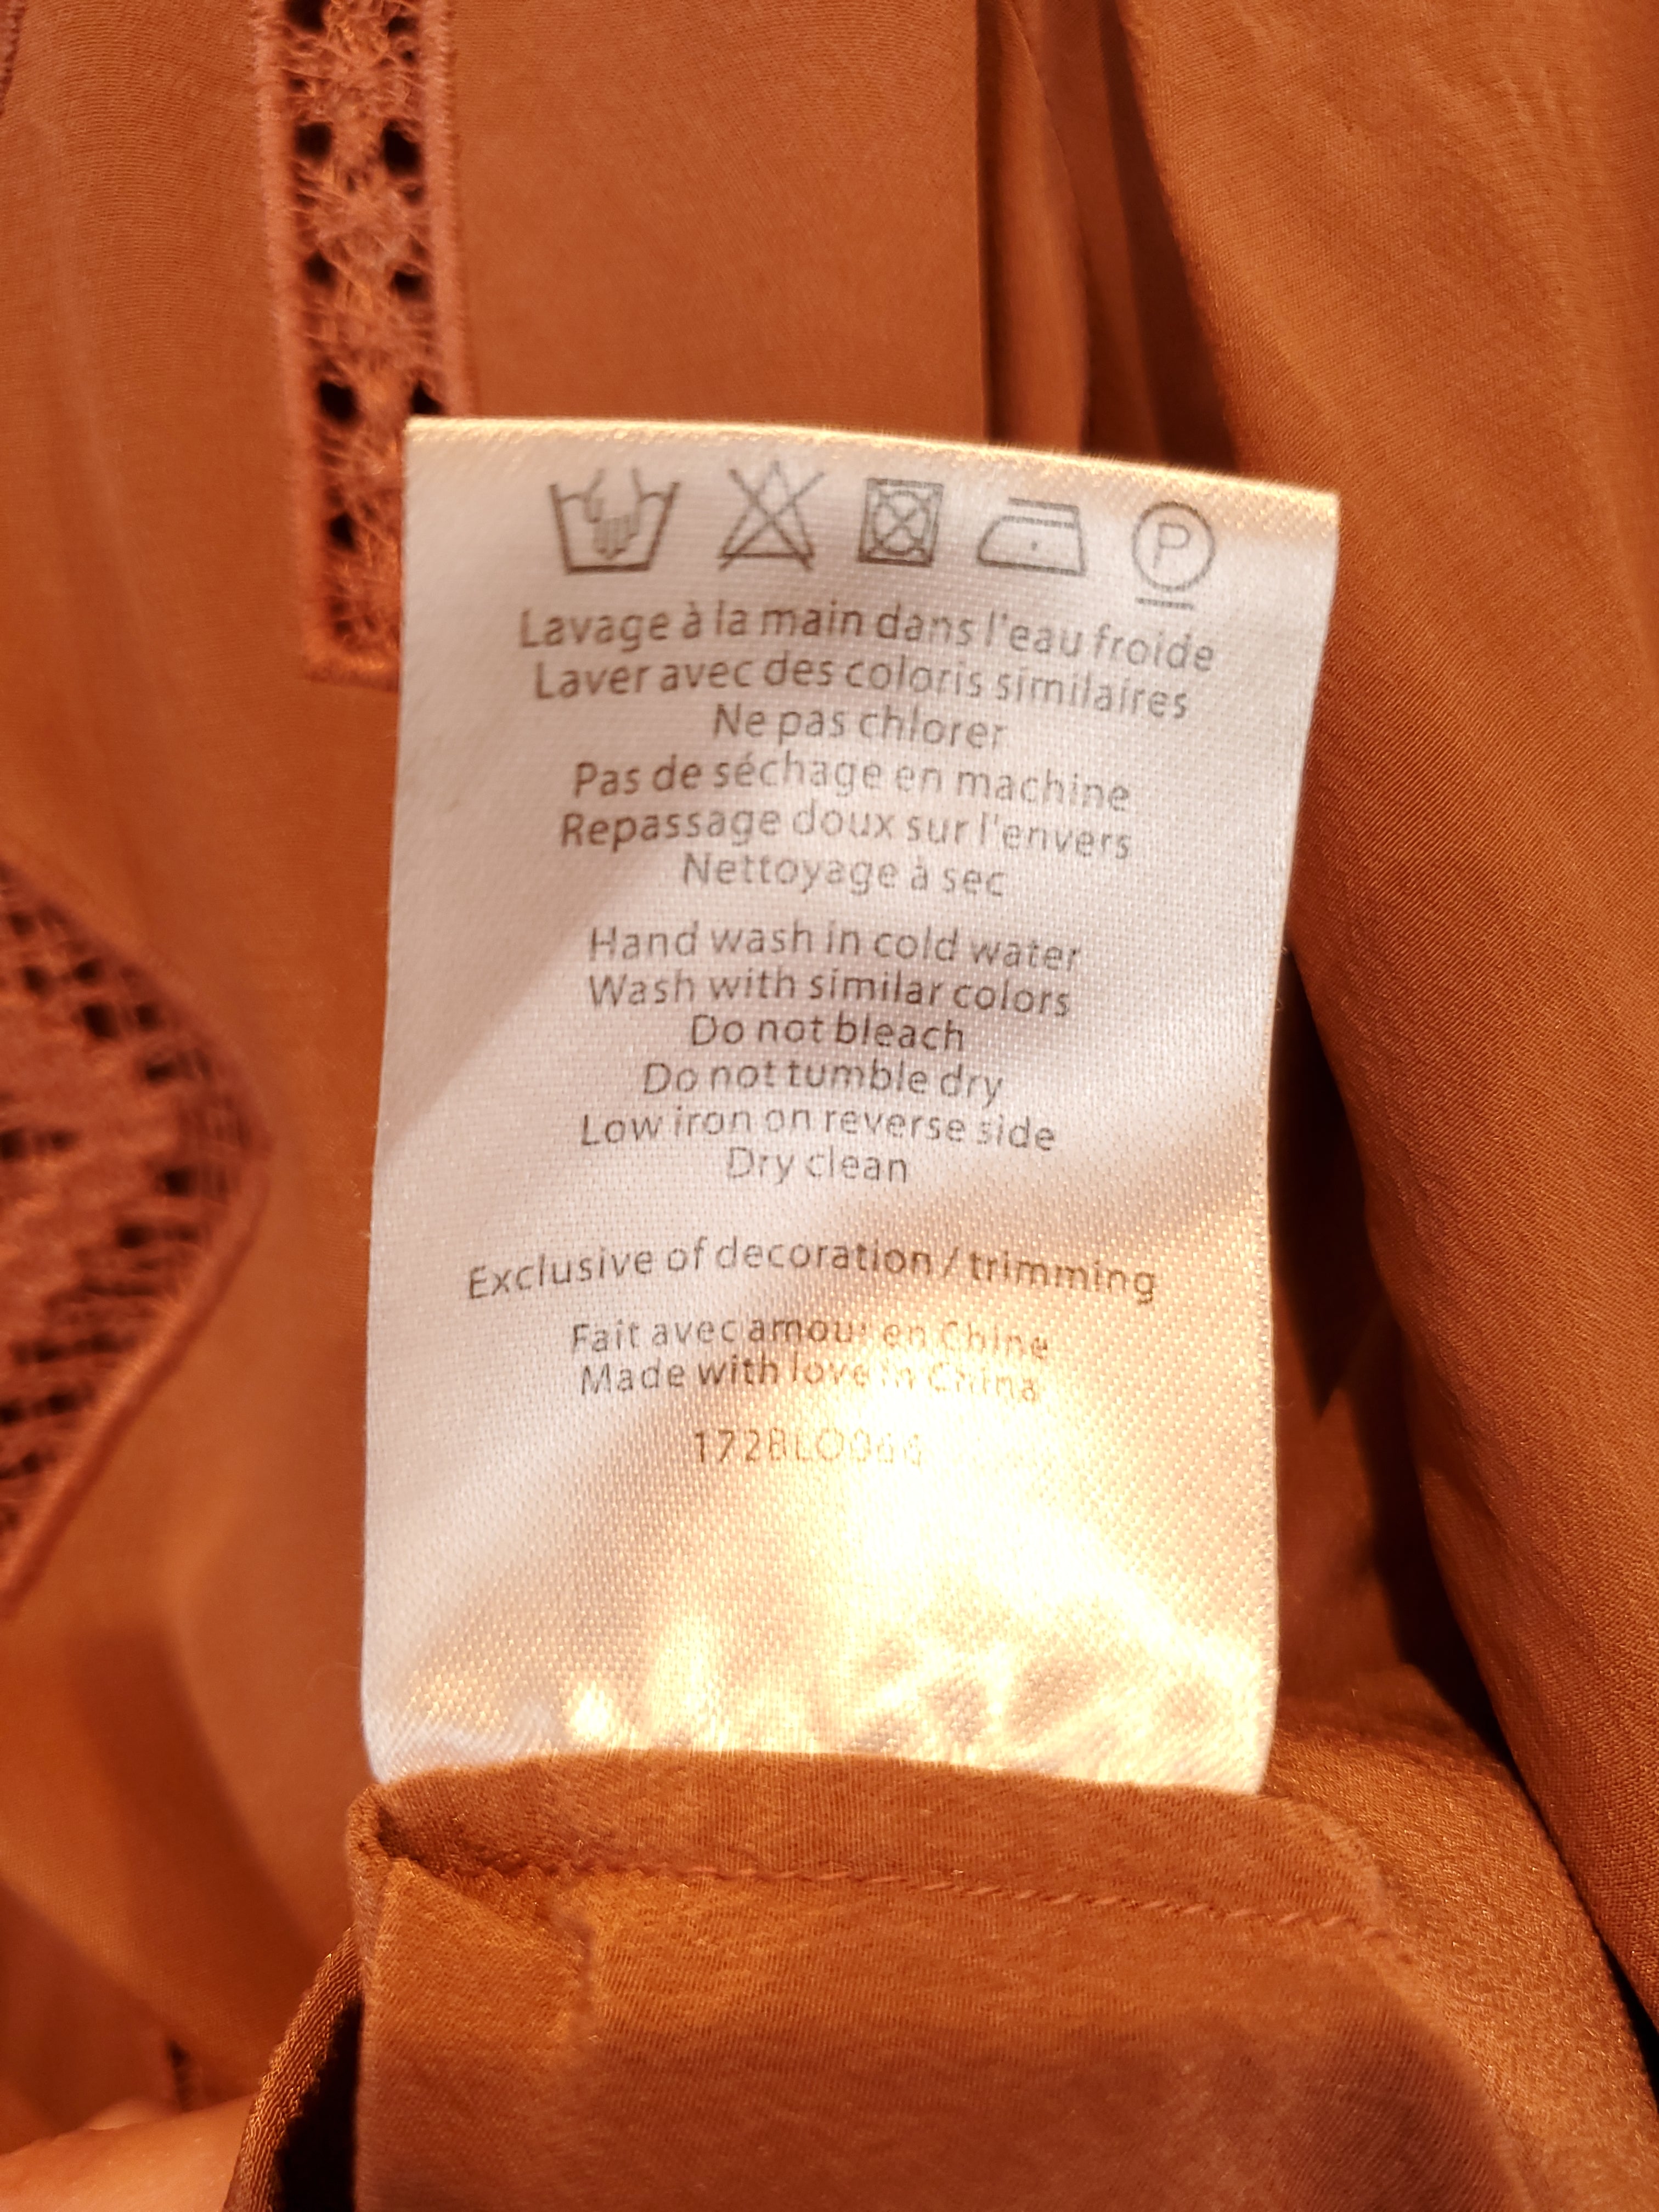 P
Lavage à la main dans l'eau froide
Laver avec des coloris similaires
Ne pas chlorer
Pas de séchage en machine
Repassage doux sur l'envers
Nettoyage à sec
Hand wash in cold water
Wash with similar colors
Do not bleach
Do not tumble dry
Low iron on reverse side
Dry clean
Exclusive of decoration / trimming
Fait avec amour en Chine
Made with love in China
172BLO066